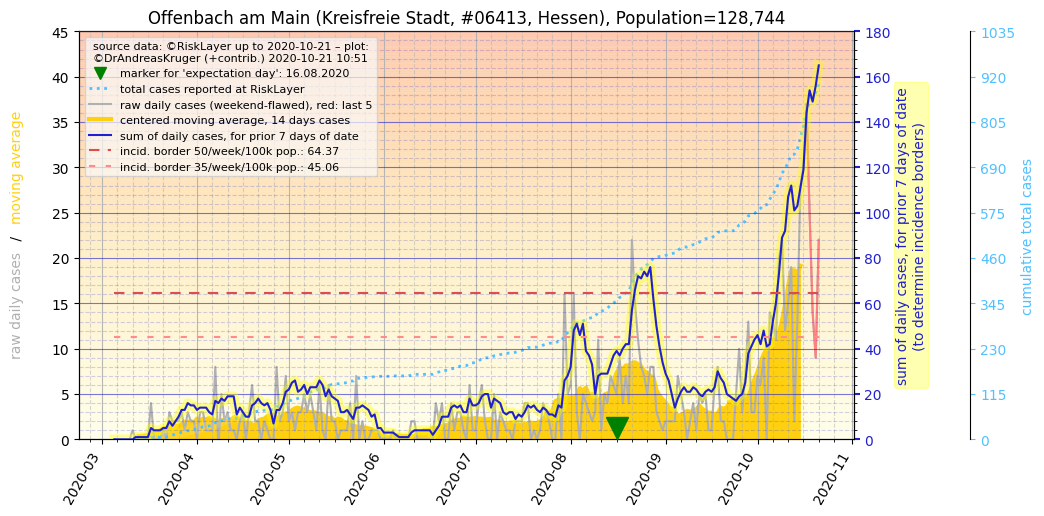 Offenbach am Main (Kreisfreie Stadt, #06413, Hessen), Population=128,744
source data: ©RiskLayer up to 2020-10-21 – plot:
©DrAndreasKruger (+contrib.) 2020-10-21 10:51
marker for 'expectation day': 16.08.2020
total cases reported at RiskLayer
raw daily cases (weekend-flawed), red: last 5
centered moving average, 14 days cases
sum of daily cases, for prior 7 days of date
incid. border 50/week/100k pop.: 64.37
incid. border 35/week/100k pop.: 45.06
raw daily cases / moving average
45
40
35
30
25
20
15
10
5
0
2020-03
2020-04
2020-05
2020-06
2020-07
2020-08
2020-09
2020-10
2020-11
180
160
140
120
100
80
60
40
20
0
sum of daily cases, for prior 7 days of date
(to determine incidence borders)
1035
920
805
690
575
460
345
230
115
0
cumulative total cases